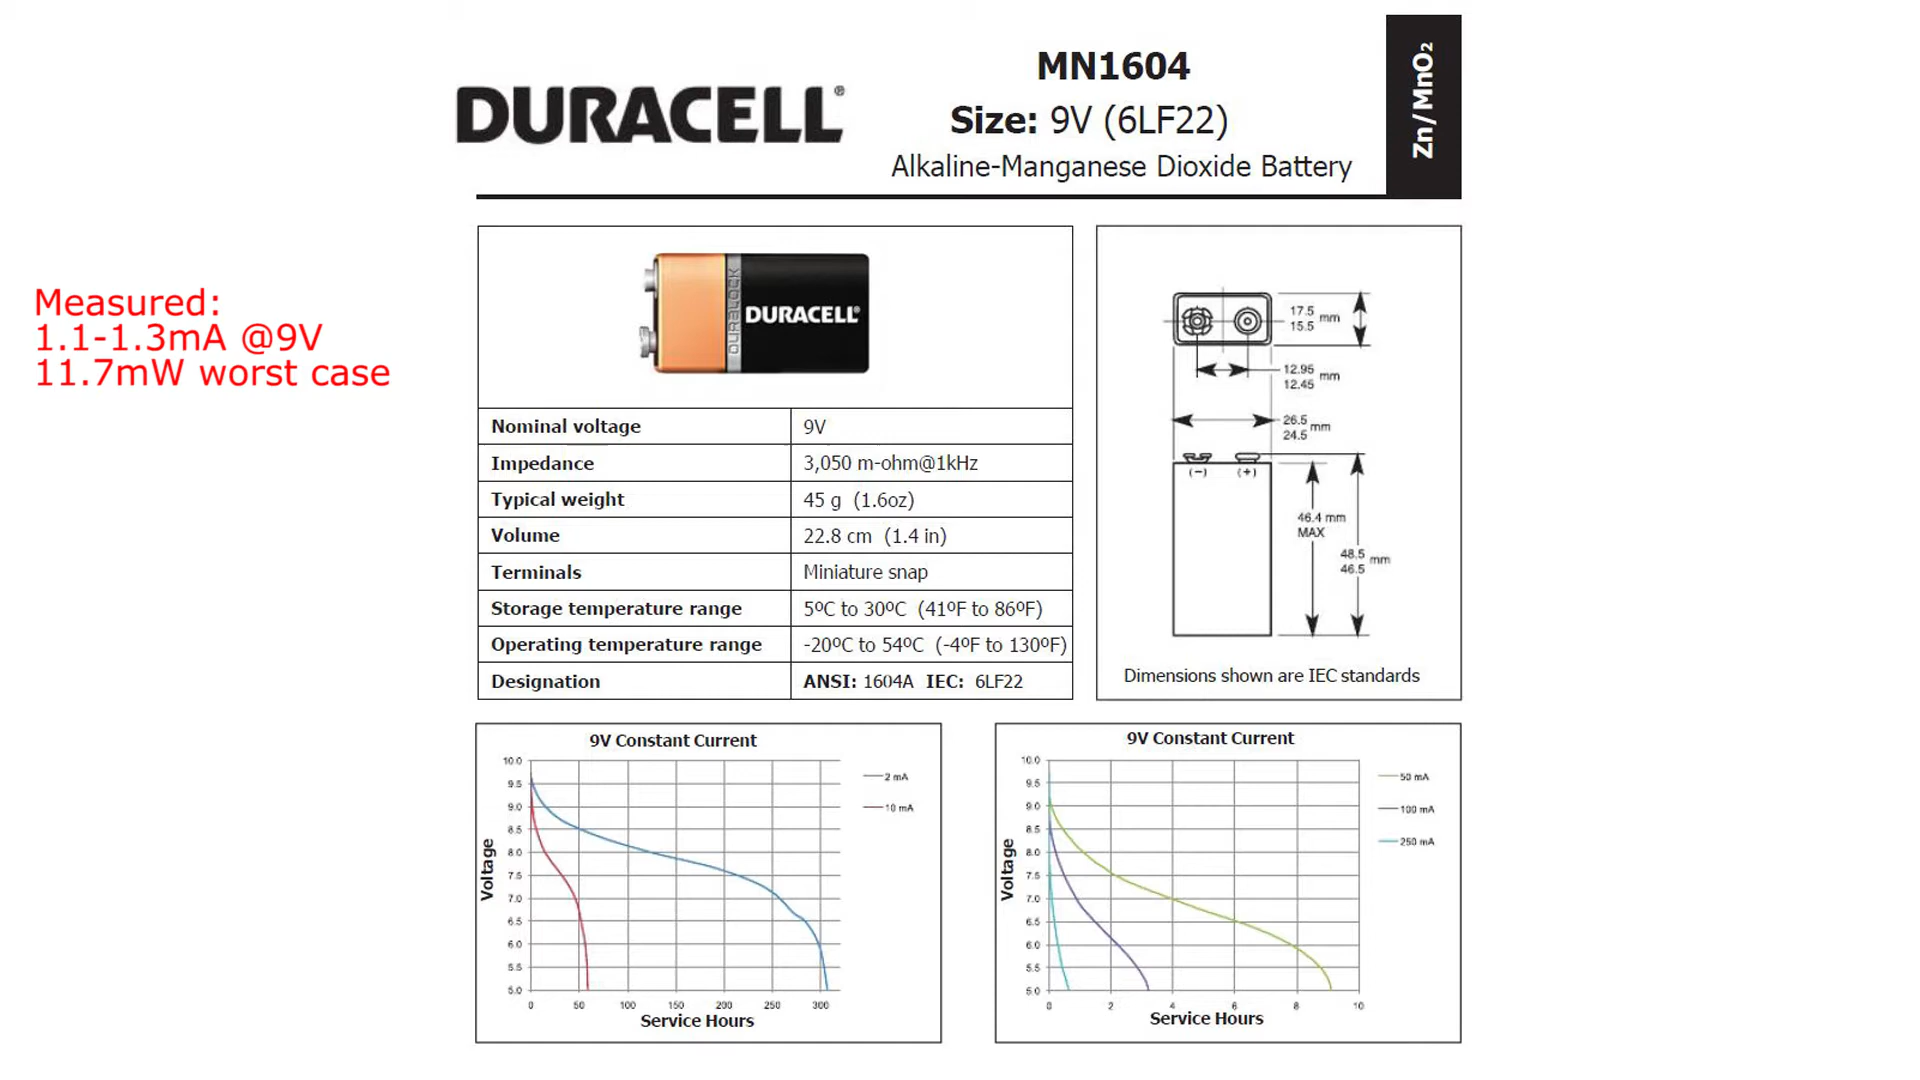 MN1604
DURACELL®
Size: 9V (6LF22)
Alkaline-Manganese Dioxide Battery
Zn/MnO₂
Measured:
1.1-1.3mA @9V
11.7mW worst case
DURALOCK
DURACELL®
Nominal voltage 9V
Impedance 3,050 m-ohm@1kHz
Typical weight 45 g (1.6oz)
Volume 22.8 cm (1.4 in)
Terminals Miniature snap
Storage temperature range 5ºC to 30ºC (41ºF to 86ºF)
Operating temperature range -20ºC to 54ºC (-4ºF to 130ºF)
Designation ANSI: 1604A IEC: 6LF22
17.5
15.5 mm
12.95
12.45 mm
26.5
24.5 mm
(-) (+)
46.4 mm
MAX
48.5
46.5 mm
Dimensions shown are IEC standards
9V Constant Current
10.0
9.5
9.0
8.5
8.0
7.5
7.0
6.5
6.0
5.5
5.0
Voltage
0 50 100 150 200 250 300
Service Hours
2 mA
10 mA
9V Constant Current
10.0
9.5
9.0
8.5
8.0
7.5
7.0
6.5
6.0
5.5
5.0
Voltage
0 2 4 6 8 10
Service Hours
50 mA
100 mA
250 mA